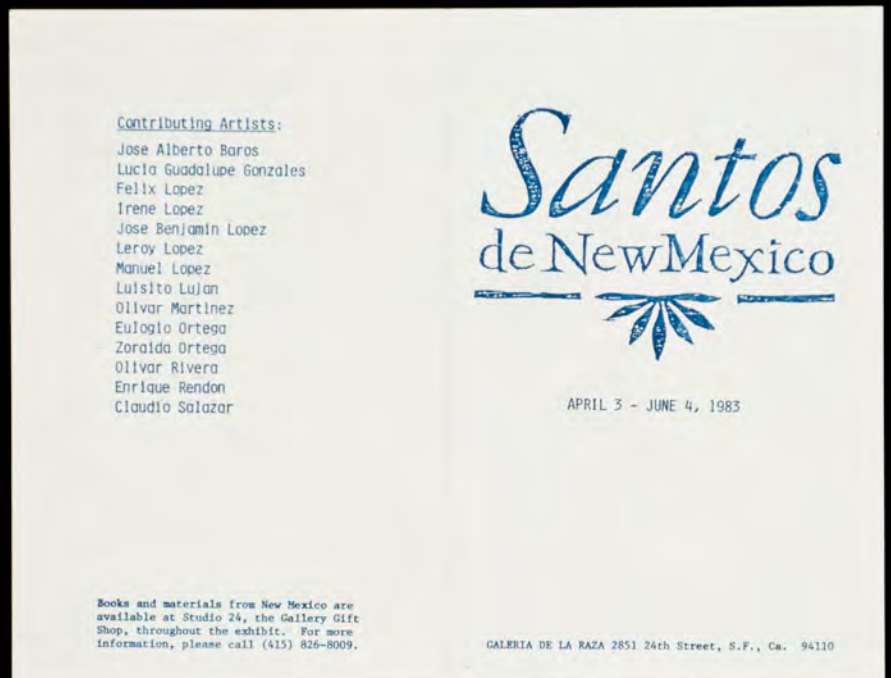 Contributing Artists:
Jose Alberto Baros
Lucia Guadalupe Gonzales
Felix Lopez
Irene Lopez
Jose Benjamin Lopez
Leroy Lopez
Manuel Lopez
Luisito Lujan
Olivar Martinez
Eulogio Ortega
Zoraida Ortega
Olivar Rivera
Enrique Rendon
Claudio Salazar
Books and materials from New Mexico are
available at Studio 24, the Gallery Gift
Shop, throughout the exhibit. For more
information, please call (415) 826-8009.
Santos
de New Mexico
APRIL 3 - JUNE 4, 1983
GALERIA DE LA RAZA 2851 24th Street, S.F., Ca. 94110